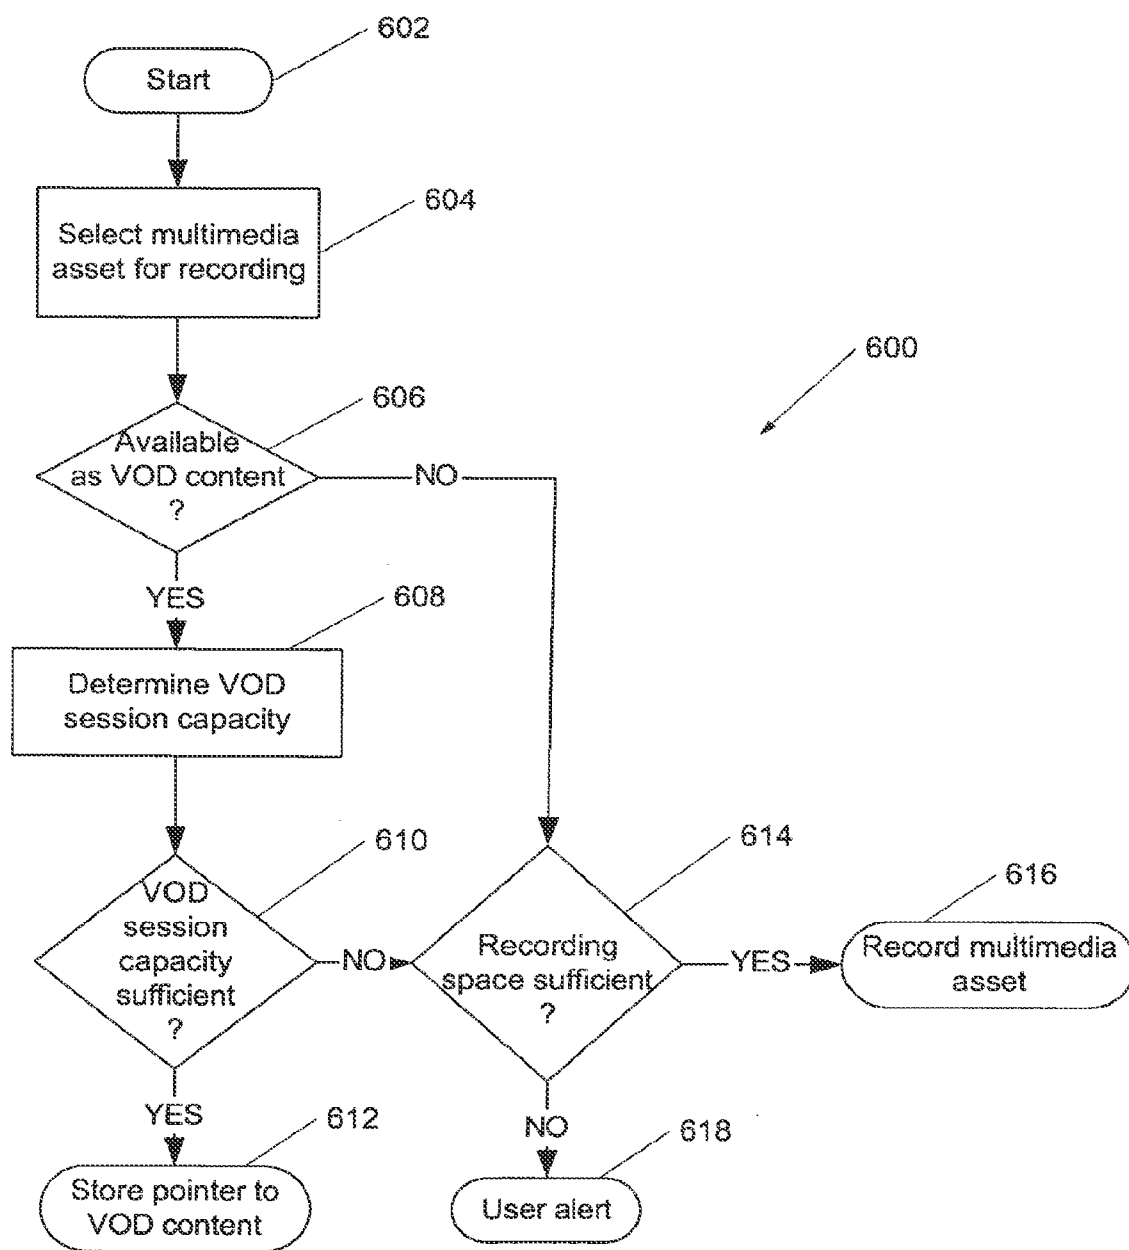 602
Start
604
Select multimedia
asset for recording
600
606
Available
as VOD content
?
NO
YES
608
Determine VOD
session capacity
610
VOD
session
capacity
sufficient
?
NO
614
Recording
space sufficient
?
YES
616
Record multimedia
asset
YES
612
Store pointer to
VOD content
NO
618
User alert